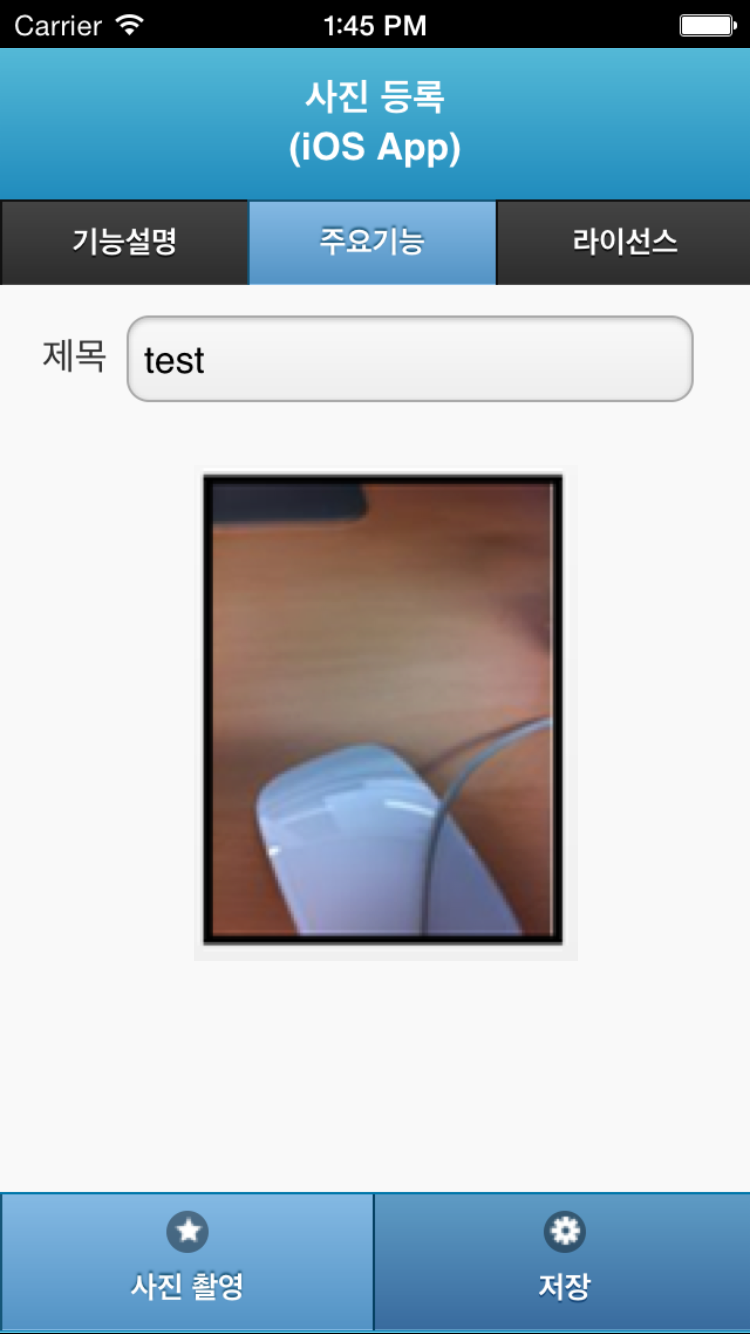 Carrier 1:45 PM
사진 등록
(iOS App)
기능설명 주요기능 라이선스
제목 test
사진 촬영 저장